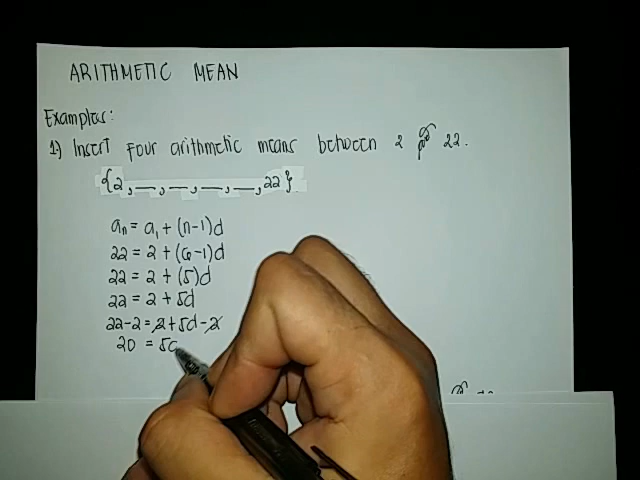 ARITHMETIC MEAN
Examples:
1) Insert four arithmetic means between 2 & 22.
{2, __, __, __, __, 22}
an = a1 + (n-1)d
22 = 2 + (6-1)d
22 = 2 + (5)d
22 = 2 + 5d
22-2 = 2+5d-2
20 = 5d